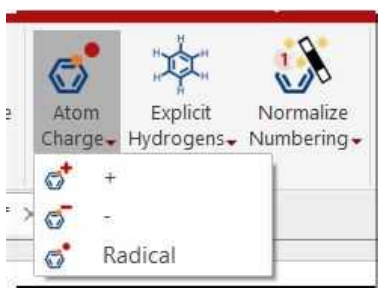 Atom Charge
Explicit Hydrogens
Normalize Numbering
+
-
Radical